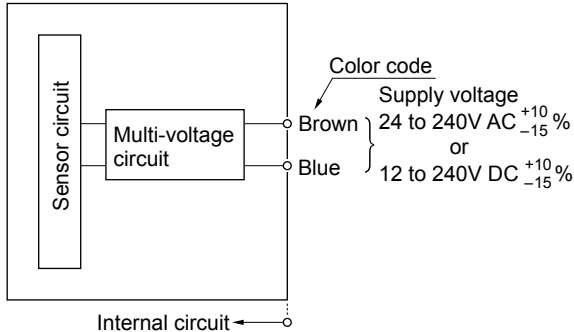 Color code
Supply voltage
Brown
24 to 240V AC +10 –15 %
or
Blue
12 to 240V DC +10 –15 %
Sensor circuit
Multi-voltage
circuit
Internal circuit